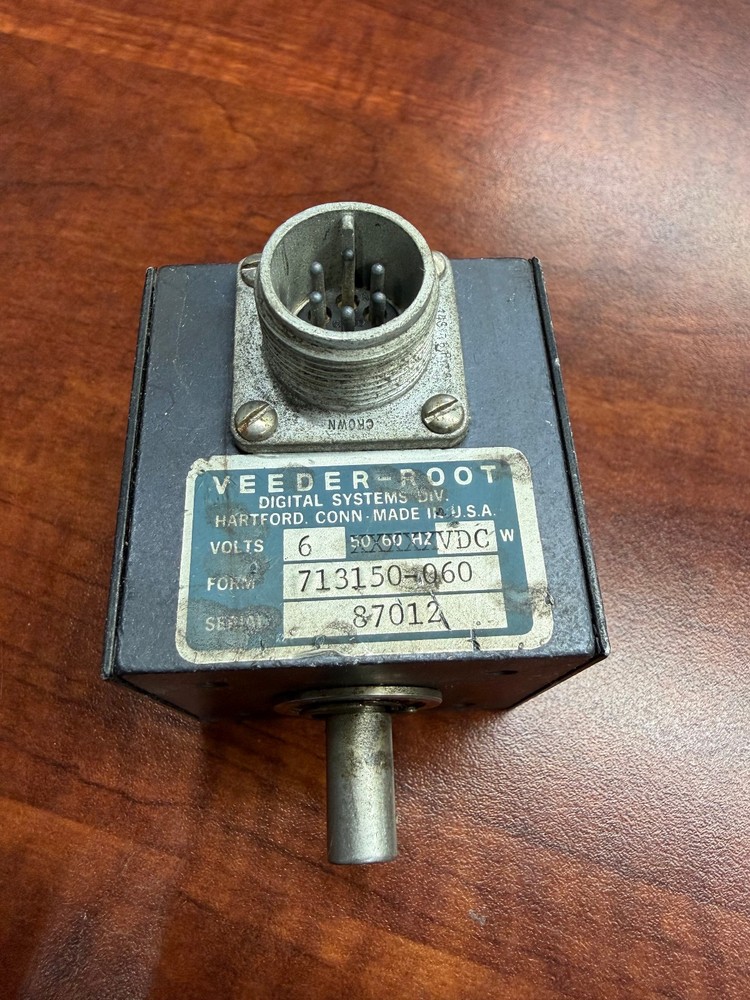 CROWN
VEEDER-ROOT
DIGITAL SYSTEMS DIV.
HARTFORD, CONN-MADE IN U.S.A.
VOLTS 6 50/60 HZ VDC W
FORM 713150-060
SERIAL 87012